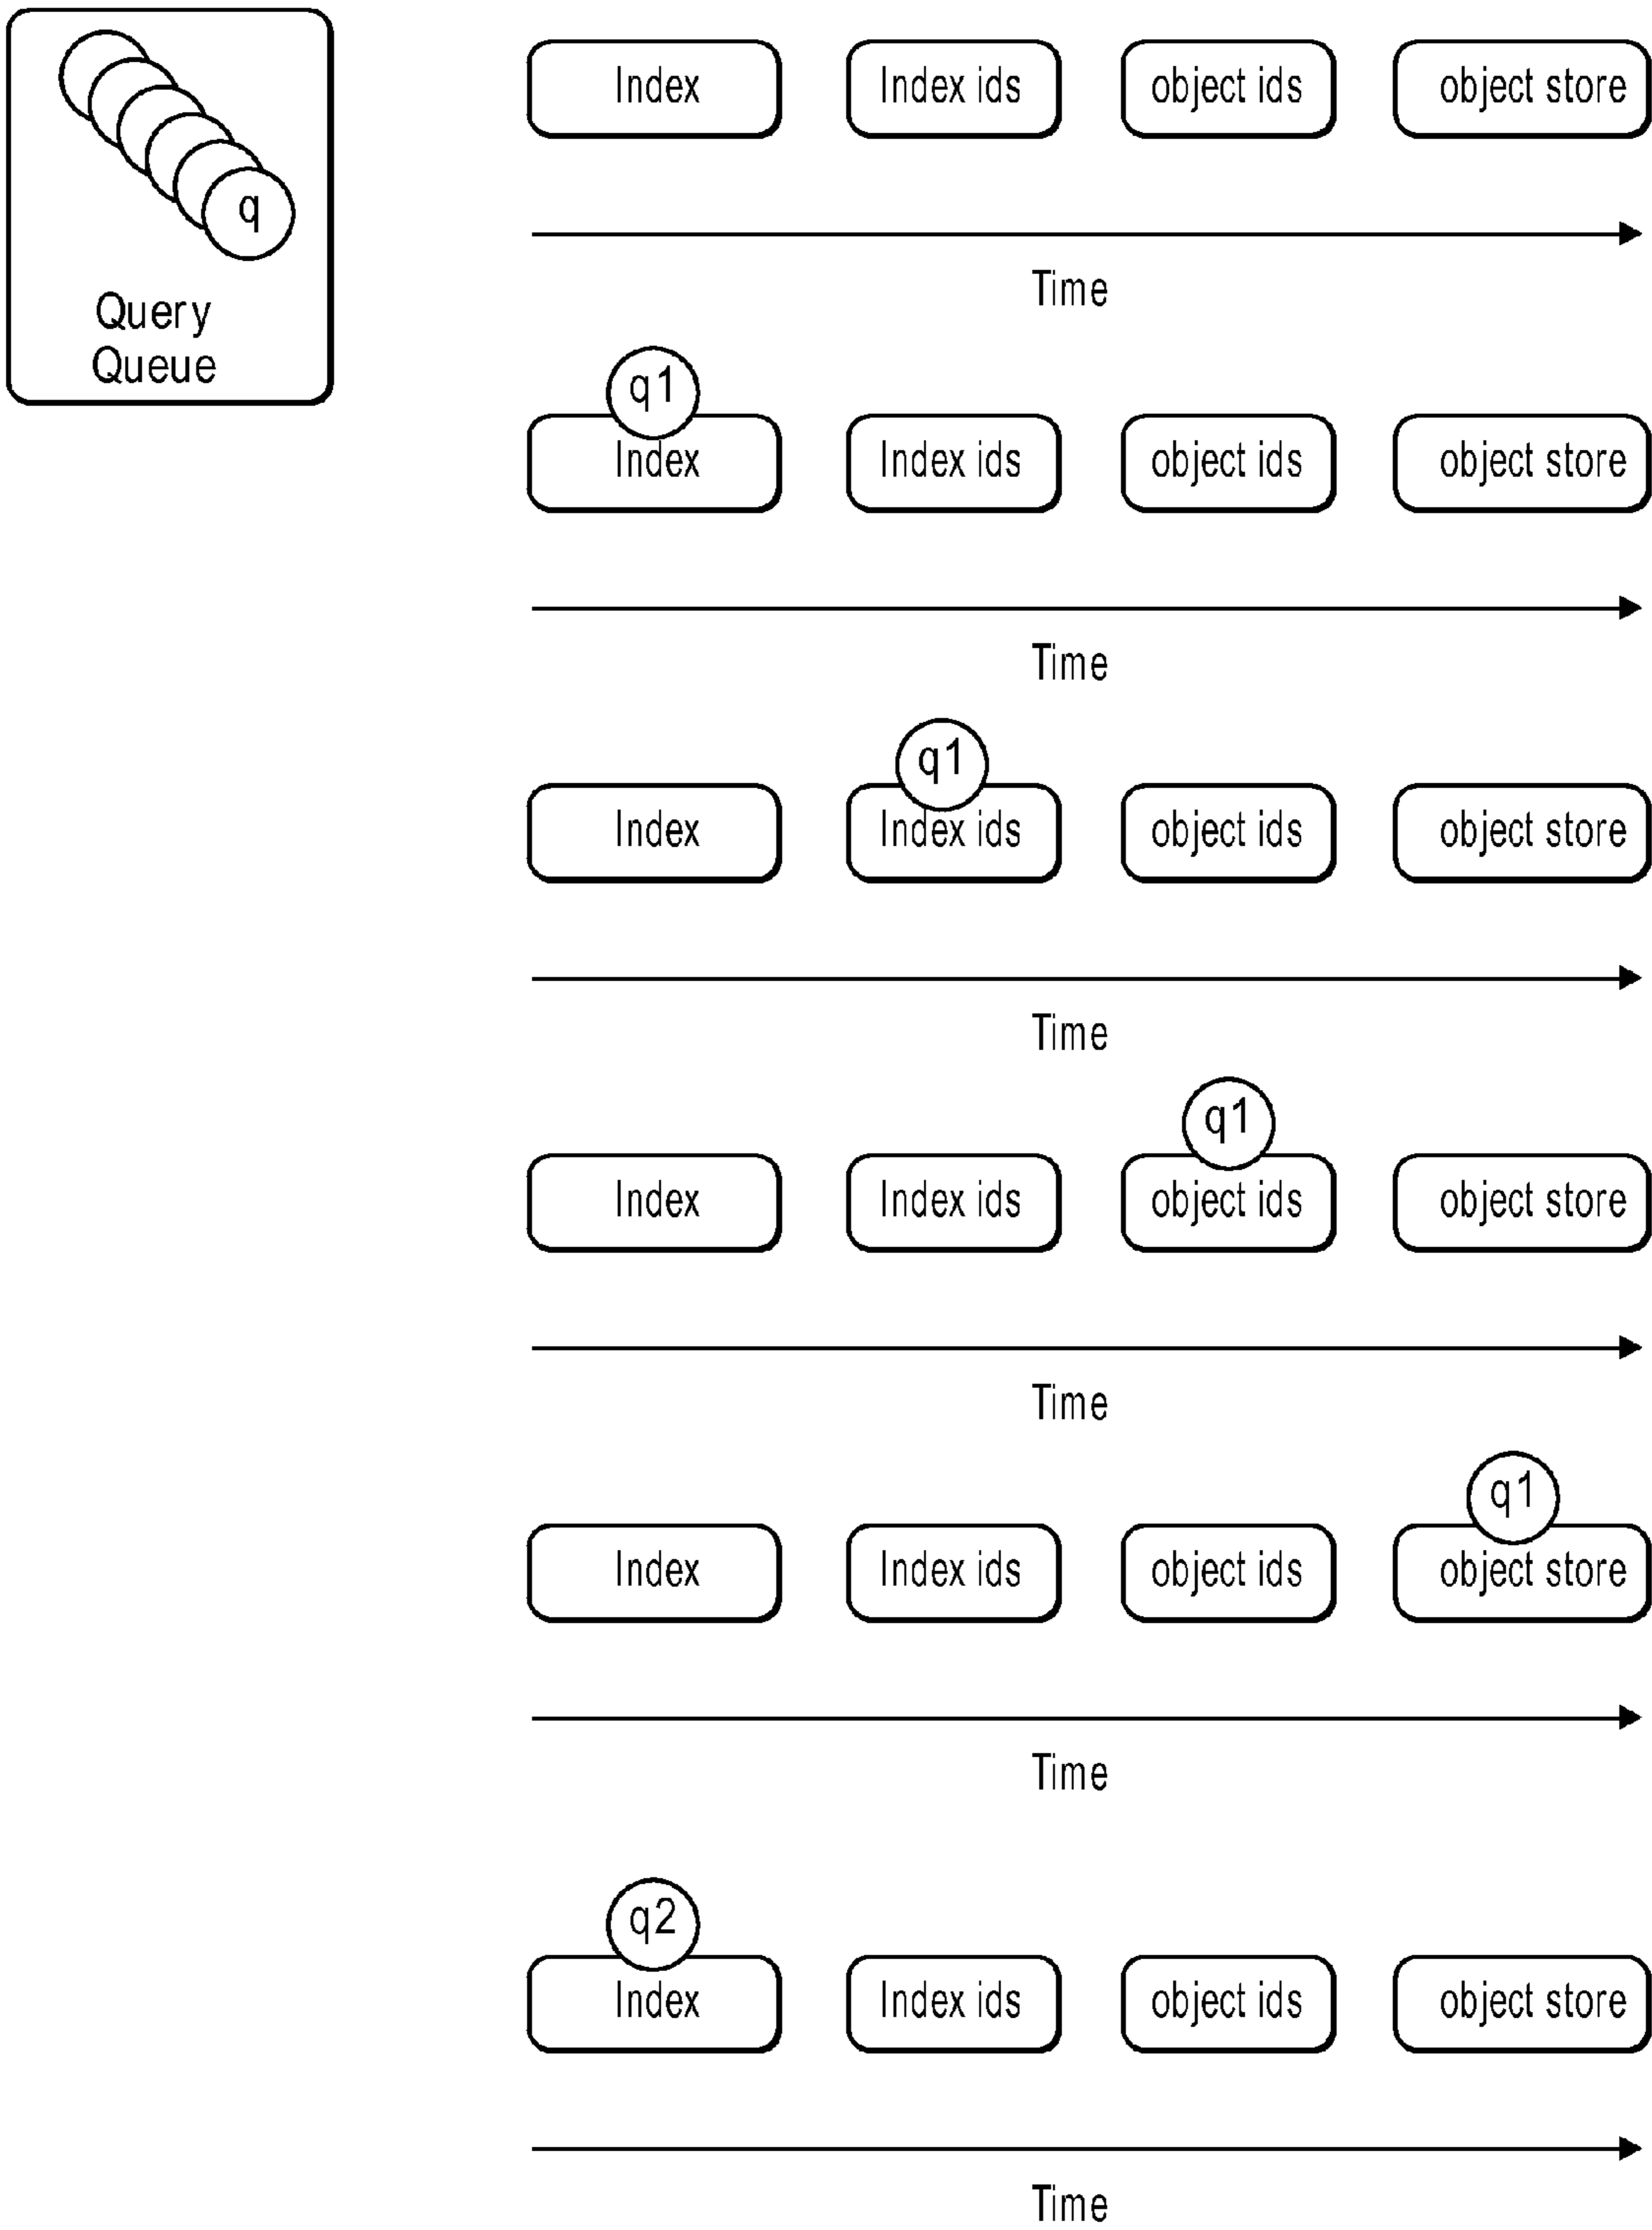 q
Query
Queue
Index Index ids object ids object store
Time
q1
Index Index ids object ids object store
Time
q1
Index Index ids object ids object store
Time
q1
Index Index ids object ids object store
Time
q1
Index Index ids object ids object store
Time
q2
Index Index ids object ids object store
Time